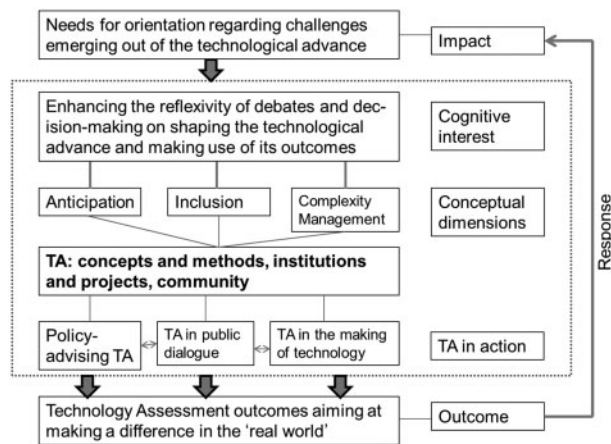 Needs for orientation regarding challenges
emerging out of the technological advance
Impact
Enhancing the reflexivity of debates and dec-
ision-making on shaping the technological
advance and making use of its outcomes
Cognitive
interest
Anticipation
Inclusion
Complexity
Management
Conceptual
dimensions
TA: concepts and methods, institutions
and projects, community
Policy-
advising TA
TA in public
dialogue
TA in the making
of technology
TA in action
Technology Assessment outcomes aiming at
making a difference in the ‘real world’
Outcome
Response